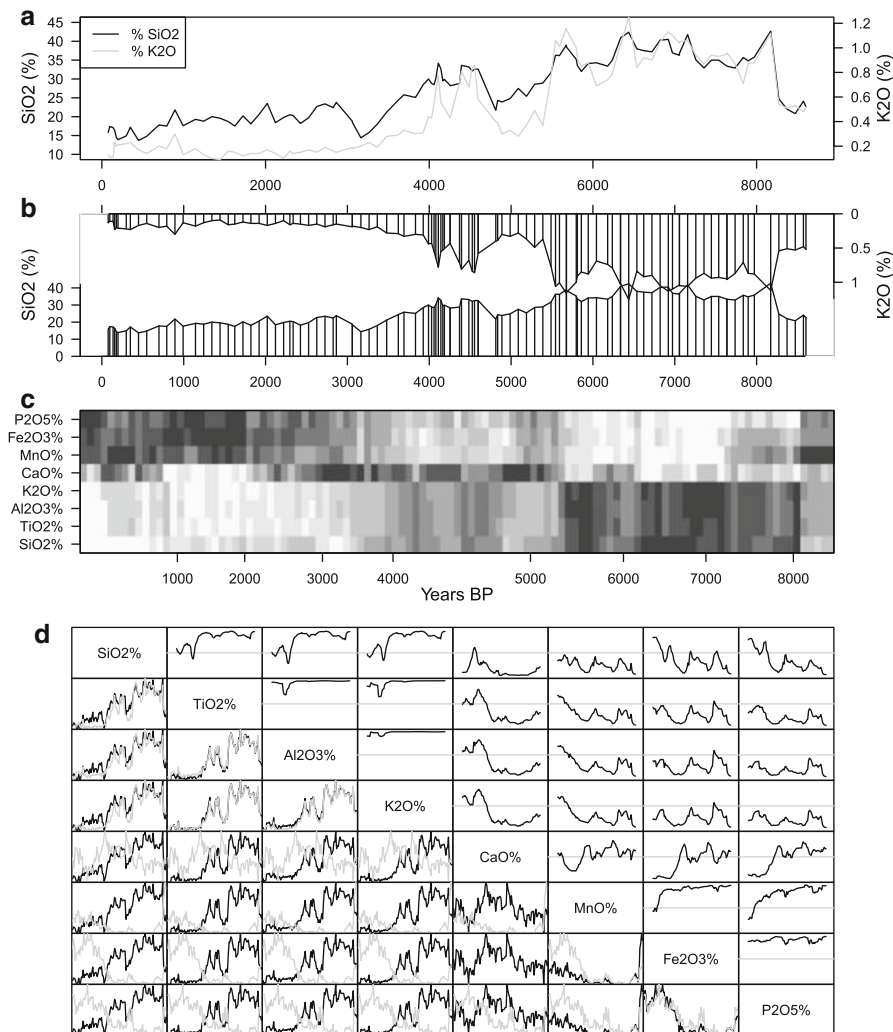 a
SiO2 (%)
45
40
35
30
25
20
15
10
% SiO2
% K2O
1.2
1.0
0.8
0.6
0.4
0.2
K2O (%)
0 2000 4000 6000 8000
b
SiO2 (%)
40
30
20
10
0
0
0.5
1
K2O (%)
0 1000 2000 3000 4000 5000 6000 7000 8000
c
P2O5%
Fe2O3%
MnO%
CaO%
K2O%
Al2O3%
TiO2%
SiO2%
1000 2000 3000 4000 5000 6000 7000 8000
Years BP
d
SiO2%
TiO2%
Al2O3%
K2O%
CaO%
MnO%
Fe2O3%
P2O5%